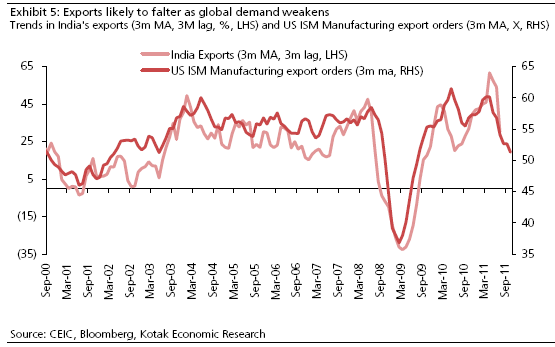 Exhibit 5: Exports likely to falter as global demand weakens
Trends in India's exports (3m MA, 3M lag, %, LHS) and US ISM Manufacturing export orders (3m MA, X, RHS)
India Exports (3m MA, 3m lag, LHS)
US ISM Manufacturing export orders (3m ma, RHS)
65
45
25
5
(15)
(35)
65
60
55
50
45
40
35
Sep-00
Mar-01
Sep-01
Mar-02
Sep-02
Mar-03
Sep-03
Mar-04
Sep-04
Mar-05
Sep-05
Mar-06
Sep-06
Mar-07
Sep-07
Mar-08
Sep-08
Mar-09
Sep-09
Mar-10
Sep-10
Mar-11
Sep-11
Source: CEIC, Bloomberg, Kotak Economic Research